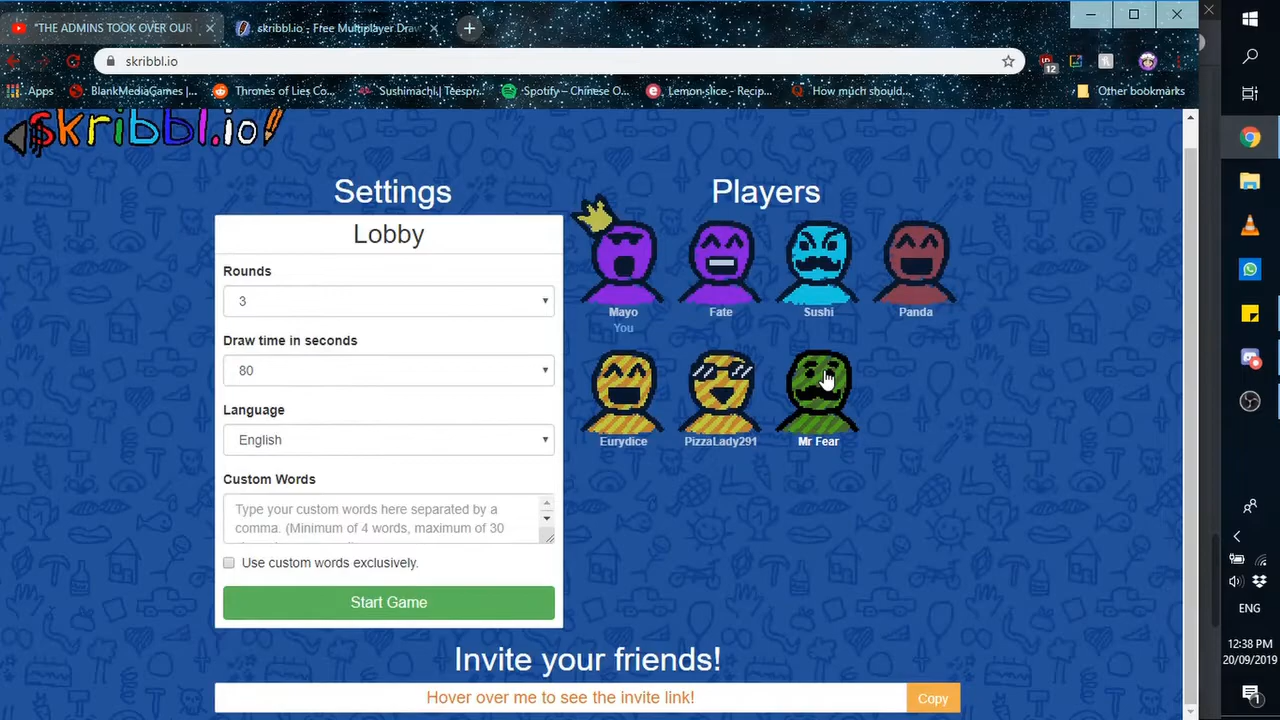 "THE ADMINS TOOK OVER OUR
skribbl.io - Free Multiplayer Draw
skribbl.io
12
Apps
BlankMediaGames |...
Thrones of Lies Co...
Sushimachi | Teespr...
Spotify – Chinese O...
Lemon-slice - Recip...
How much should...
Other bookmarks
skribbl.io!
Settings
Players
Lobby
Rounds
3
Draw time in seconds
80
Language
English
Custom Words
Type your custom words here separated by a
comma. (Minimum of 4 words, maximum of 30
Use custom words exclusively.
Start Game
Mayo
You
Fate
Sushi
Panda
Eurydice
PizzaLady291
Mr Fear
Invite your friends!
Hover over me to see the invite link!
Copy
ENG
12:38 PM
20/09/2019
1